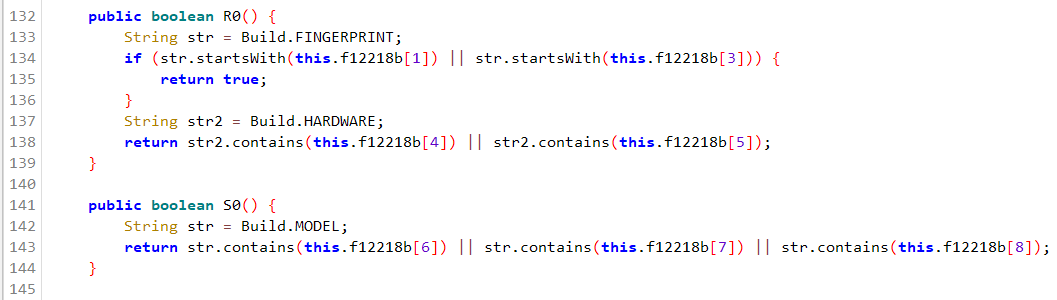 132 public boolean R0() {
133 String str = Build.FINGERPRINT;
134 if (str.startsWith(this.f12218b[1]) || str.startsWith(this.f12218b[3])) {
135 return true;
136 }
137 String str2 = Build.HARDWARE;
138 return str2.contains(this.f12218b[4]) || str2.contains(this.f12218b[5]);
139 }
140
141 public boolean S0() {
142 String str = Build.MODEL;
143 return str.contains(this.f12218b[6]) || str.contains(this.f12218b[7]) || str.contains(this.f12218b[8]);
144 }
145